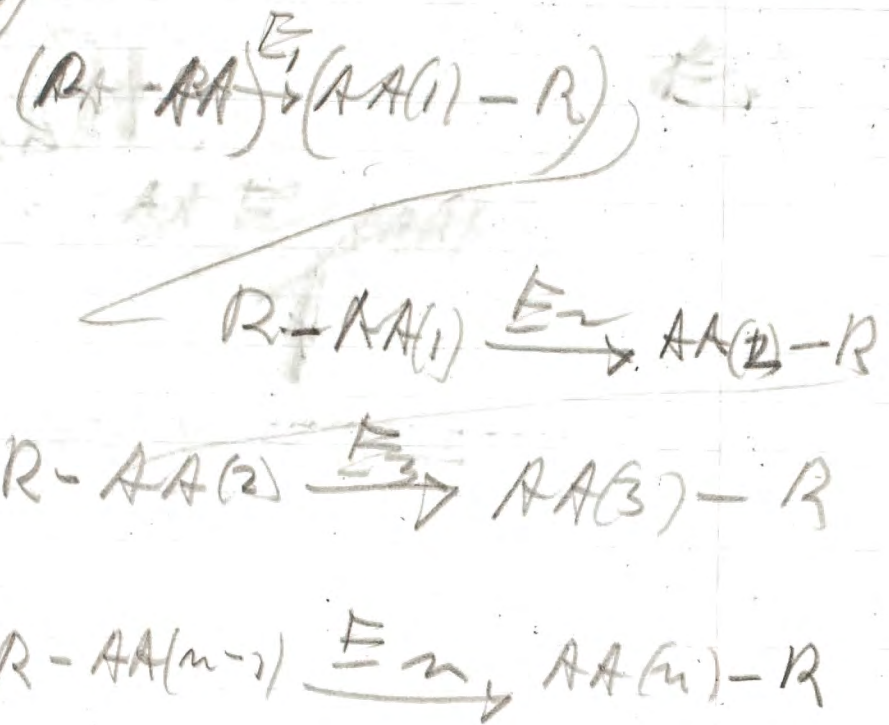 (R - AA) E₁→ (AA(1) - R)
R - AA(1) E₂→ AA(2) - R
R - AA(2) E₃→ AA(3) - R
R - AA(n-1) Eₙ→ AA(n) - R